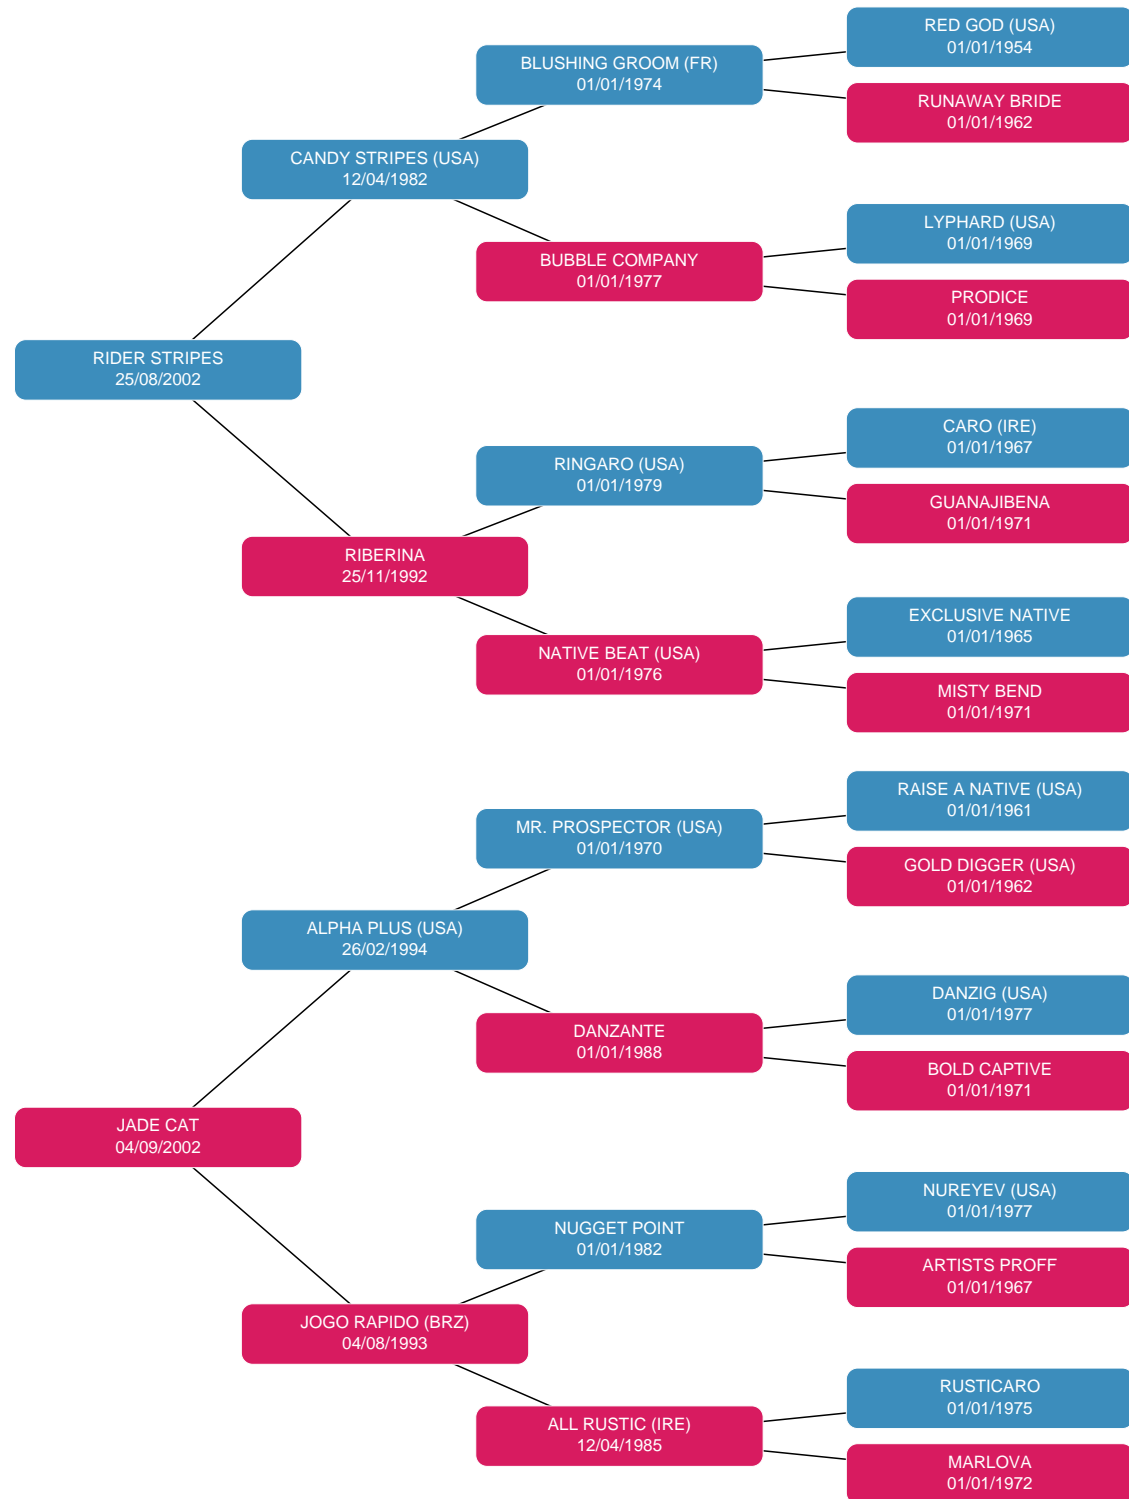 RED GOD (USA)
01/01/1954
BLUSHING GROOM (FR)
01/01/1974
RUNAWAY BRIDE
01/01/1962
CANDY STRIPES (USA)
12/04/1982
LYPHARD (USA)
01/01/1969
BUBBLE COMPANY
01/01/1977
PRODICE
01/01/1969
RIDER STRIPES
25/08/2002
CARO (IRE)
01/01/1967
RINGARO (USA)
01/01/1979
GUANAJIBENA
01/01/1971
RIBERINA
25/11/1992
EXCLUSIVE NATIVE
01/01/1965
NATIVE BEAT (USA)
01/01/1976
MISTY BEND
01/01/1971
RAISE A NATIVE (USA)
01/01/1961
MR. PROSPECTOR (USA)
01/01/1970
GOLD DIGGER (USA)
01/01/1962
ALPHA PLUS (USA)
26/02/1994
DANZIG (USA)
01/01/1977
DANZANTE
01/01/1988
BOLD CAPTIVE
01/01/1971
JADE CAT
04/09/2002
NUREYEV (USA)
01/01/1977
NUGGET POINT
01/01/1982
ARTISTS PROFF
01/01/1967
JOGO RAPIDO (BRZ)
04/08/1993
RUSTICARO
01/01/1975
ALL RUSTIC (IRE)
12/04/1985
MARLOVA
01/01/1972